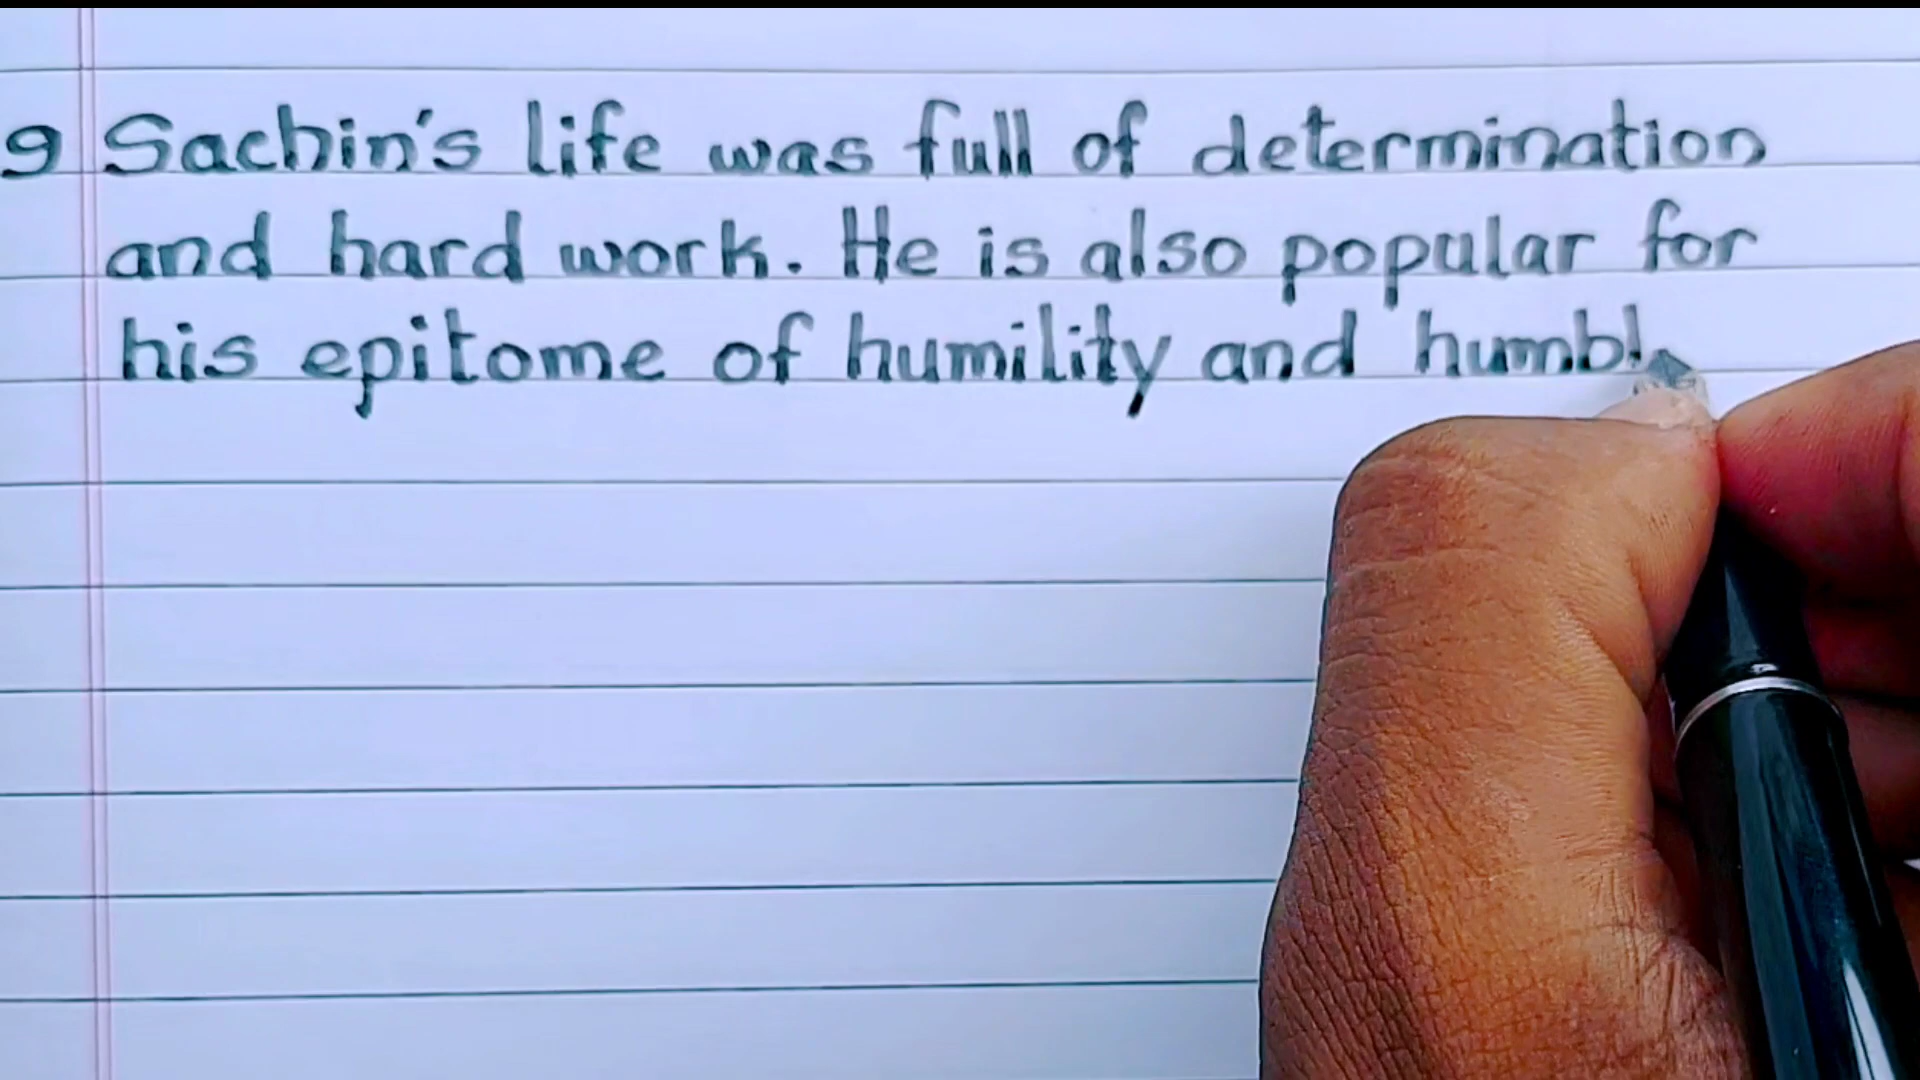 9 Sachin's life was full of determination
and hard work. He is also popular for
his epitome of humility and humbl